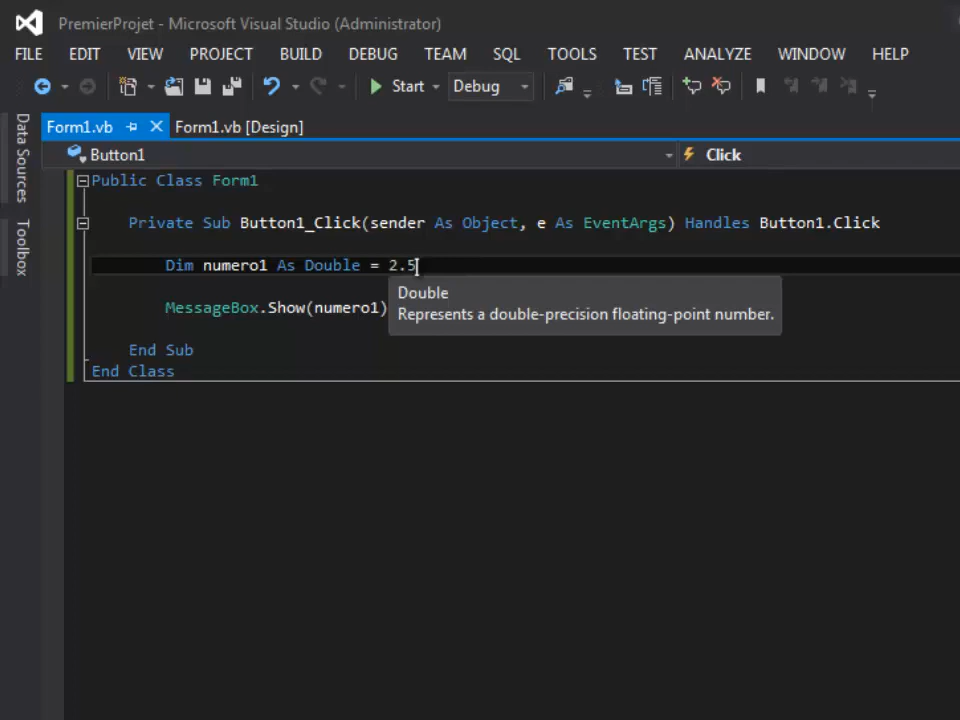 PremierProjet - Microsoft Visual Studio (Administrator)
FILE EDIT VIEW PROJECT BUILD DEBUG TEAM SQL TOOLS TEST ANALYZE WINDOW HELP
Start Debug
Data Sources
Toolbox
Form1.vb Form1.vb [Design]
Button1 Click
Public Class Form1
Private Sub Button1_Click(sender As Object, e As EventArgs) Handles Button1.Click
Dim numero1 As Double = 2.5
Double
Represents a double-precision floating-point number.
MessageBox.Show(numero1)
End Sub
End Class